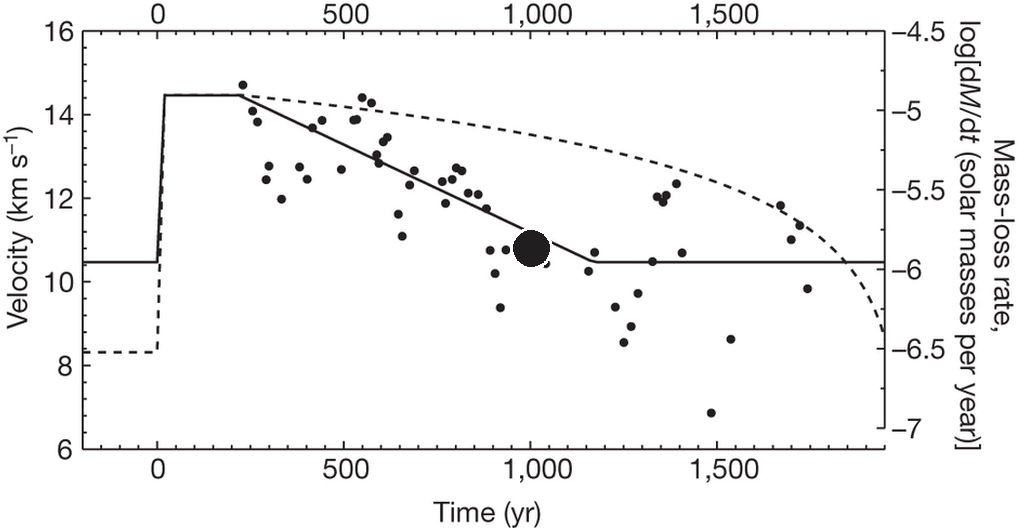 0 500 1,000 1,500
16 14 12 10 8 6
Velocity (km s−1)
−4.5 −5 −5.5 −6 −6.5 −7
Mass-loss rate,
log[dM/dt (solar masses per year)]
0 500 1,000 1,500
Time (yr)